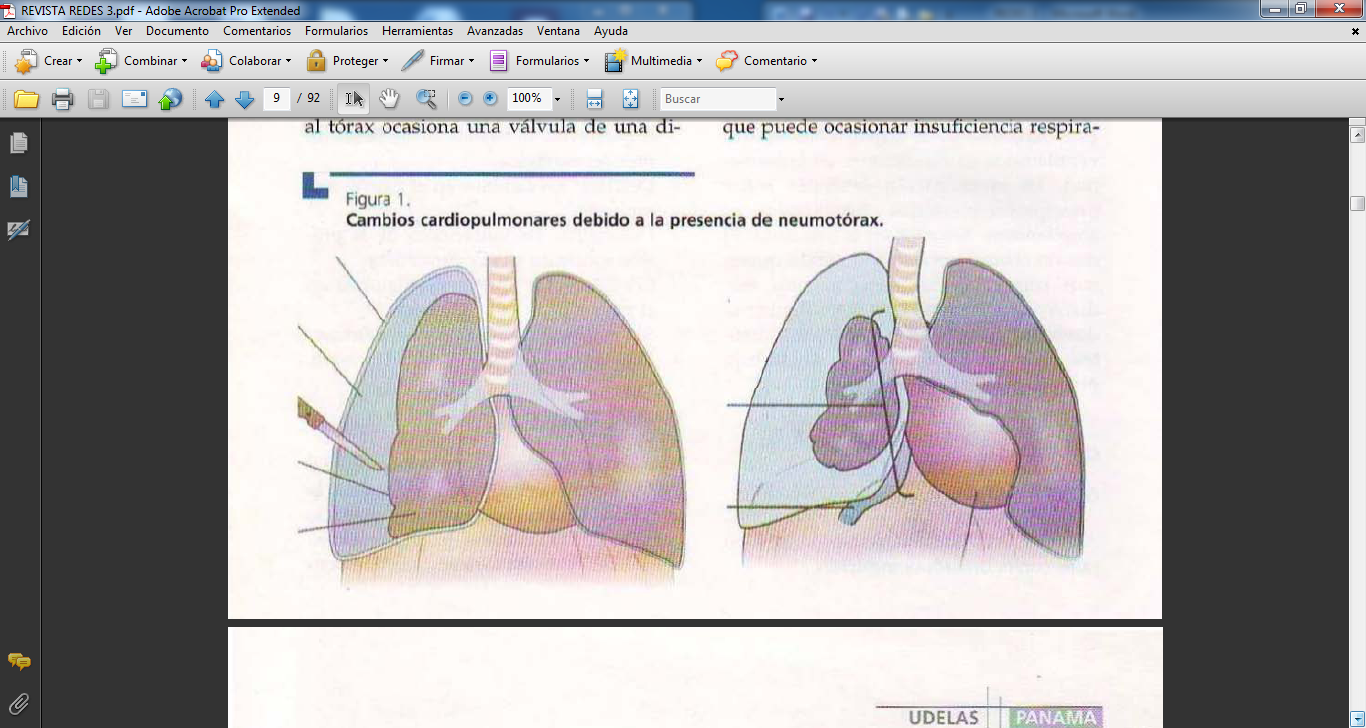 REVISTA REDES 3.pdf - Adobe Acrobat Pro Extended
Archivo Edición Ver Documento Comentarios Formularios Herramientas Avanzadas Ventana Ayuda
Crear Combinar Colaborar Proteger Firmar Formularios Multimedia Comentario
9 / 92 100% Buscar
al tórax ocasiona una válvula de una di-
que puede ocasionar insuficiencia respira-
Figura 1.
Cambios cardiopulmonares debido a la presencia de neumotórax.
UDELAS PANAMÁ